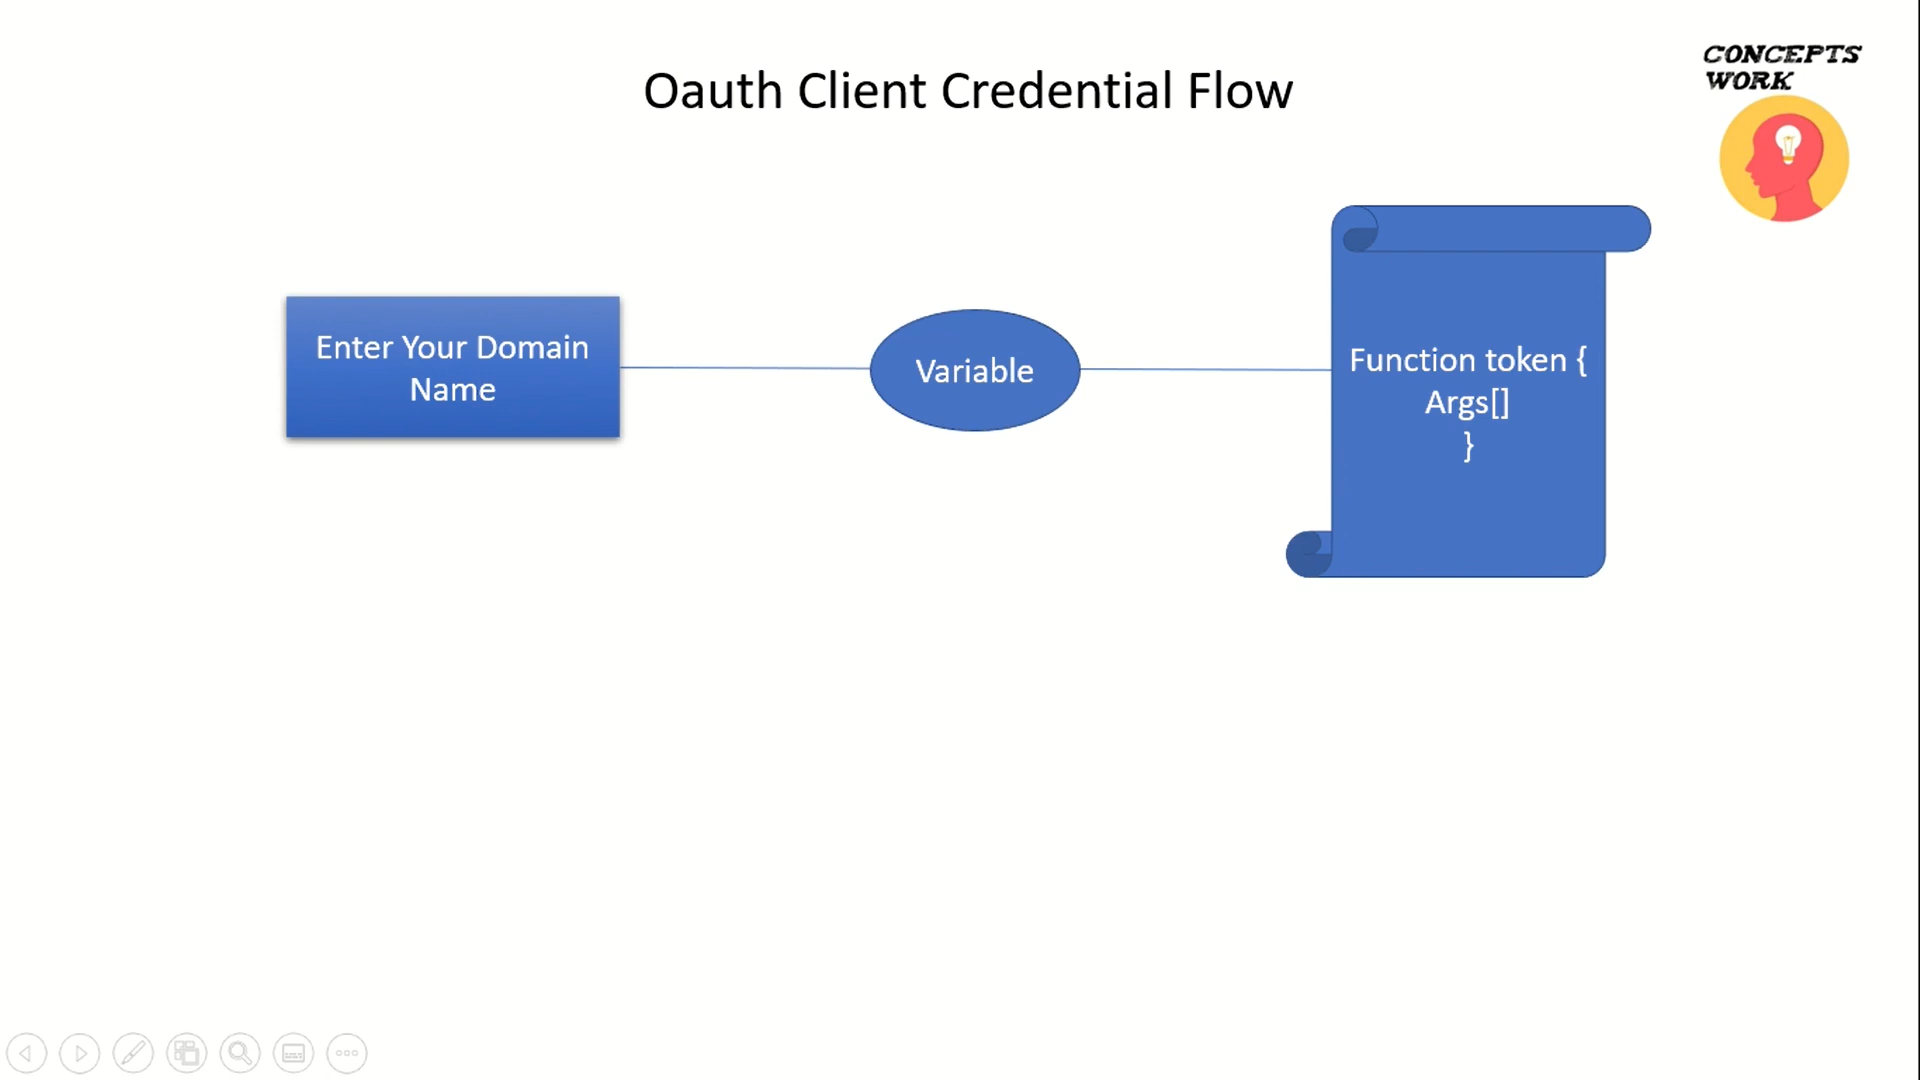 Oauth Client Credential Flow
CONCEPTS
WORK
Enter Your Domain
Name
Variable
Function token {
Args[]
}